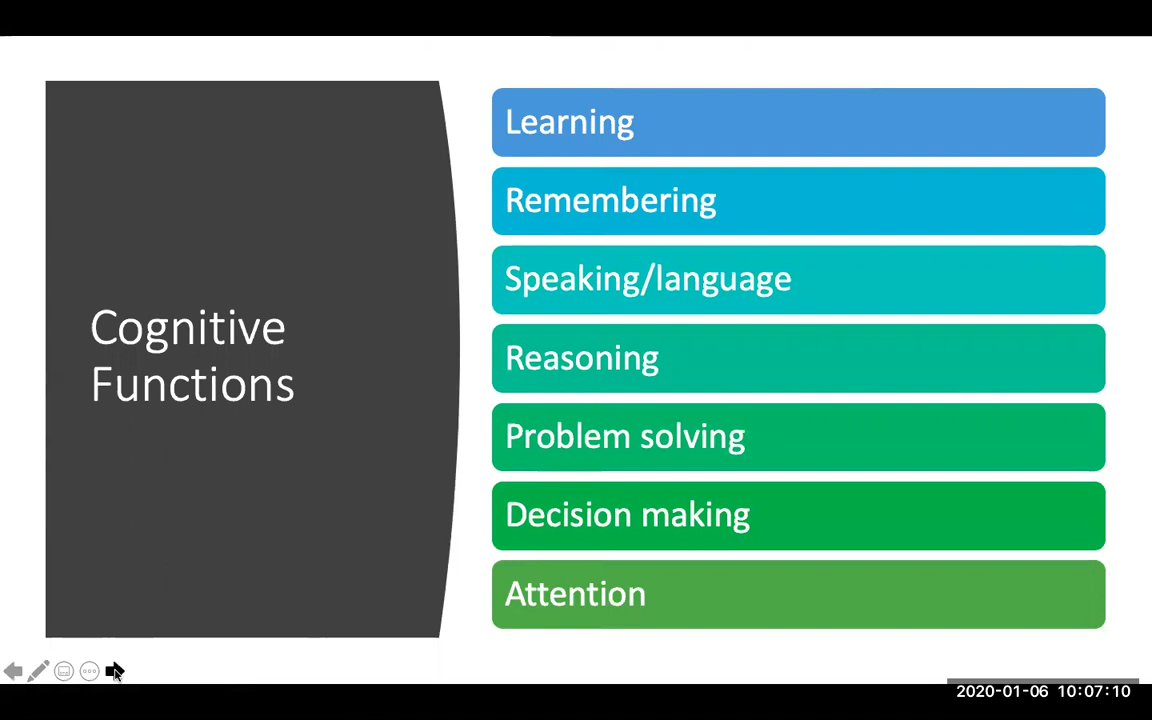 Cognitive
Functions
Learning
Remembering
Speaking/language
Reasoning
Problem solving
Decision making
Attention
2020-01-06 10:07:10